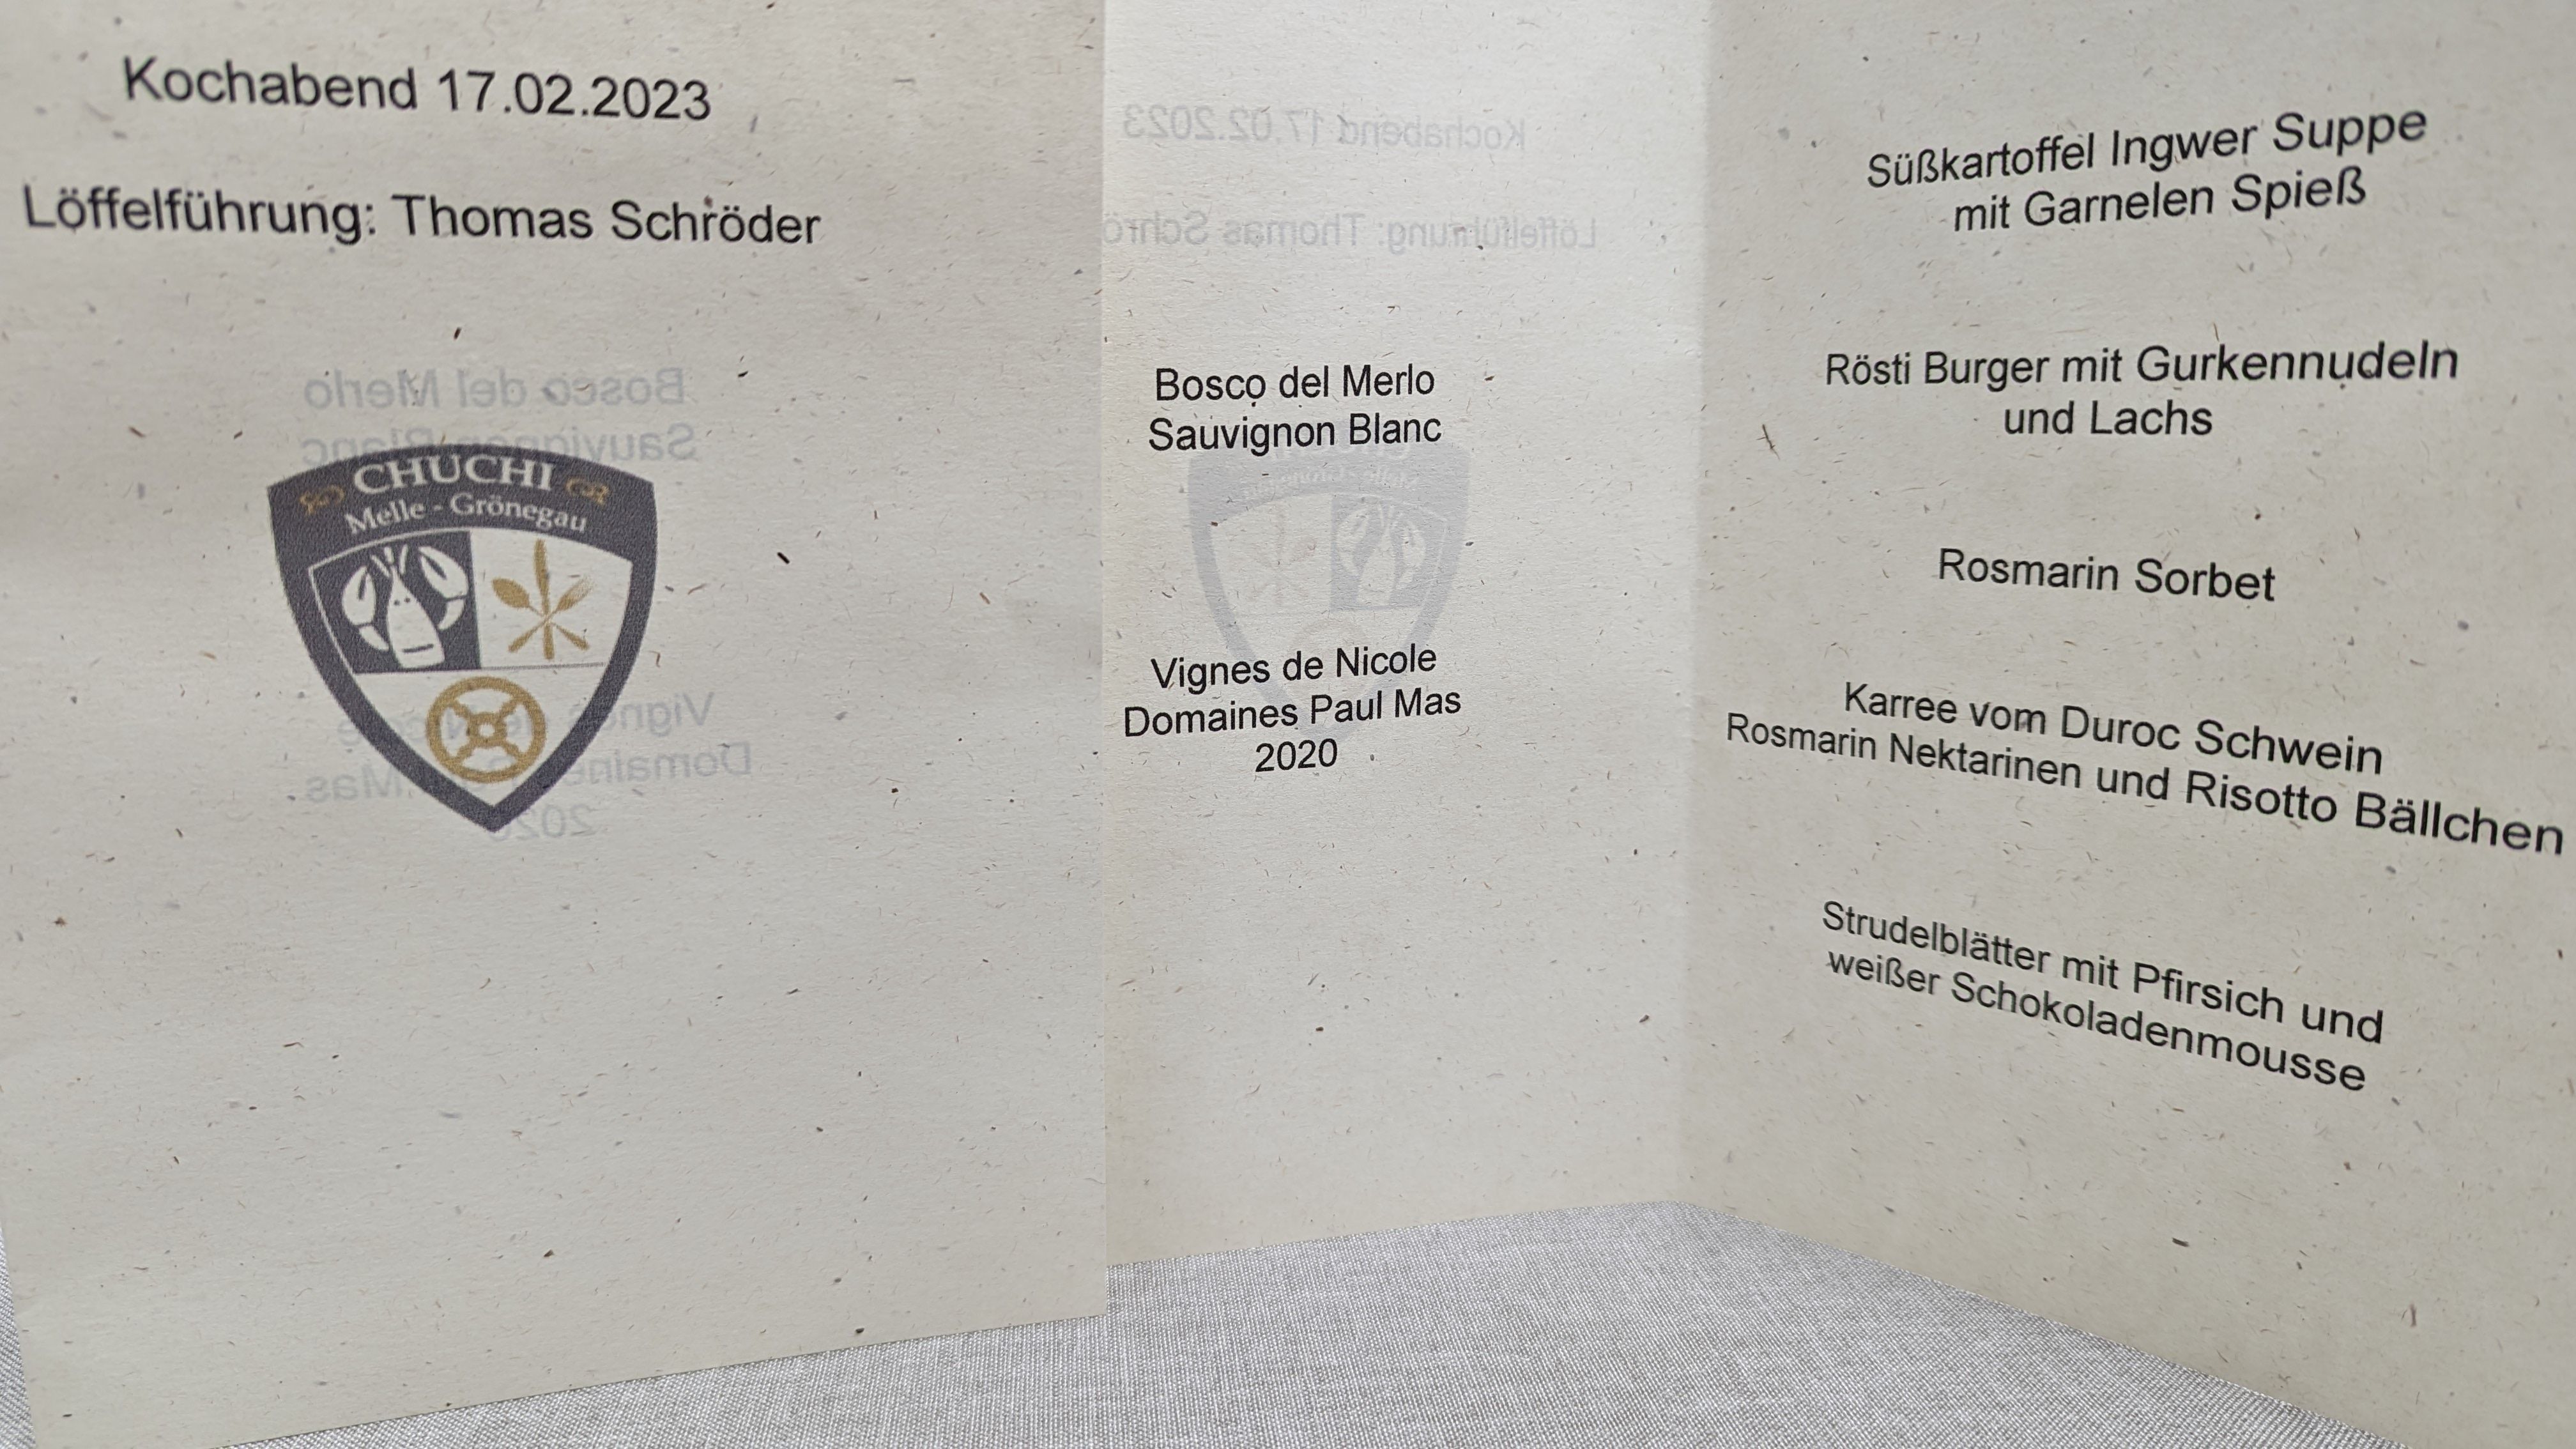 Kochabend 17.02.2023
Löffelführung: Thomas Schröder
CHUCHI
Melle - Grönegau
Bosco del Merlo
Sauvignon Blanc
Vignes de Nicole
Domaines Paul Mas
2020
Süßkartoffel Ingwer Suppe
mit Garnelen Spieß
Rösti Burger mit Gurkennudeln
und Lachs
Rosmarin Sorbet
Karree vom Duroc Schwein
Rosmarin Nektarinen und Risotto Bällchen
Strudelblätter mit Pfirsich und
weißer Schokoladenmousse